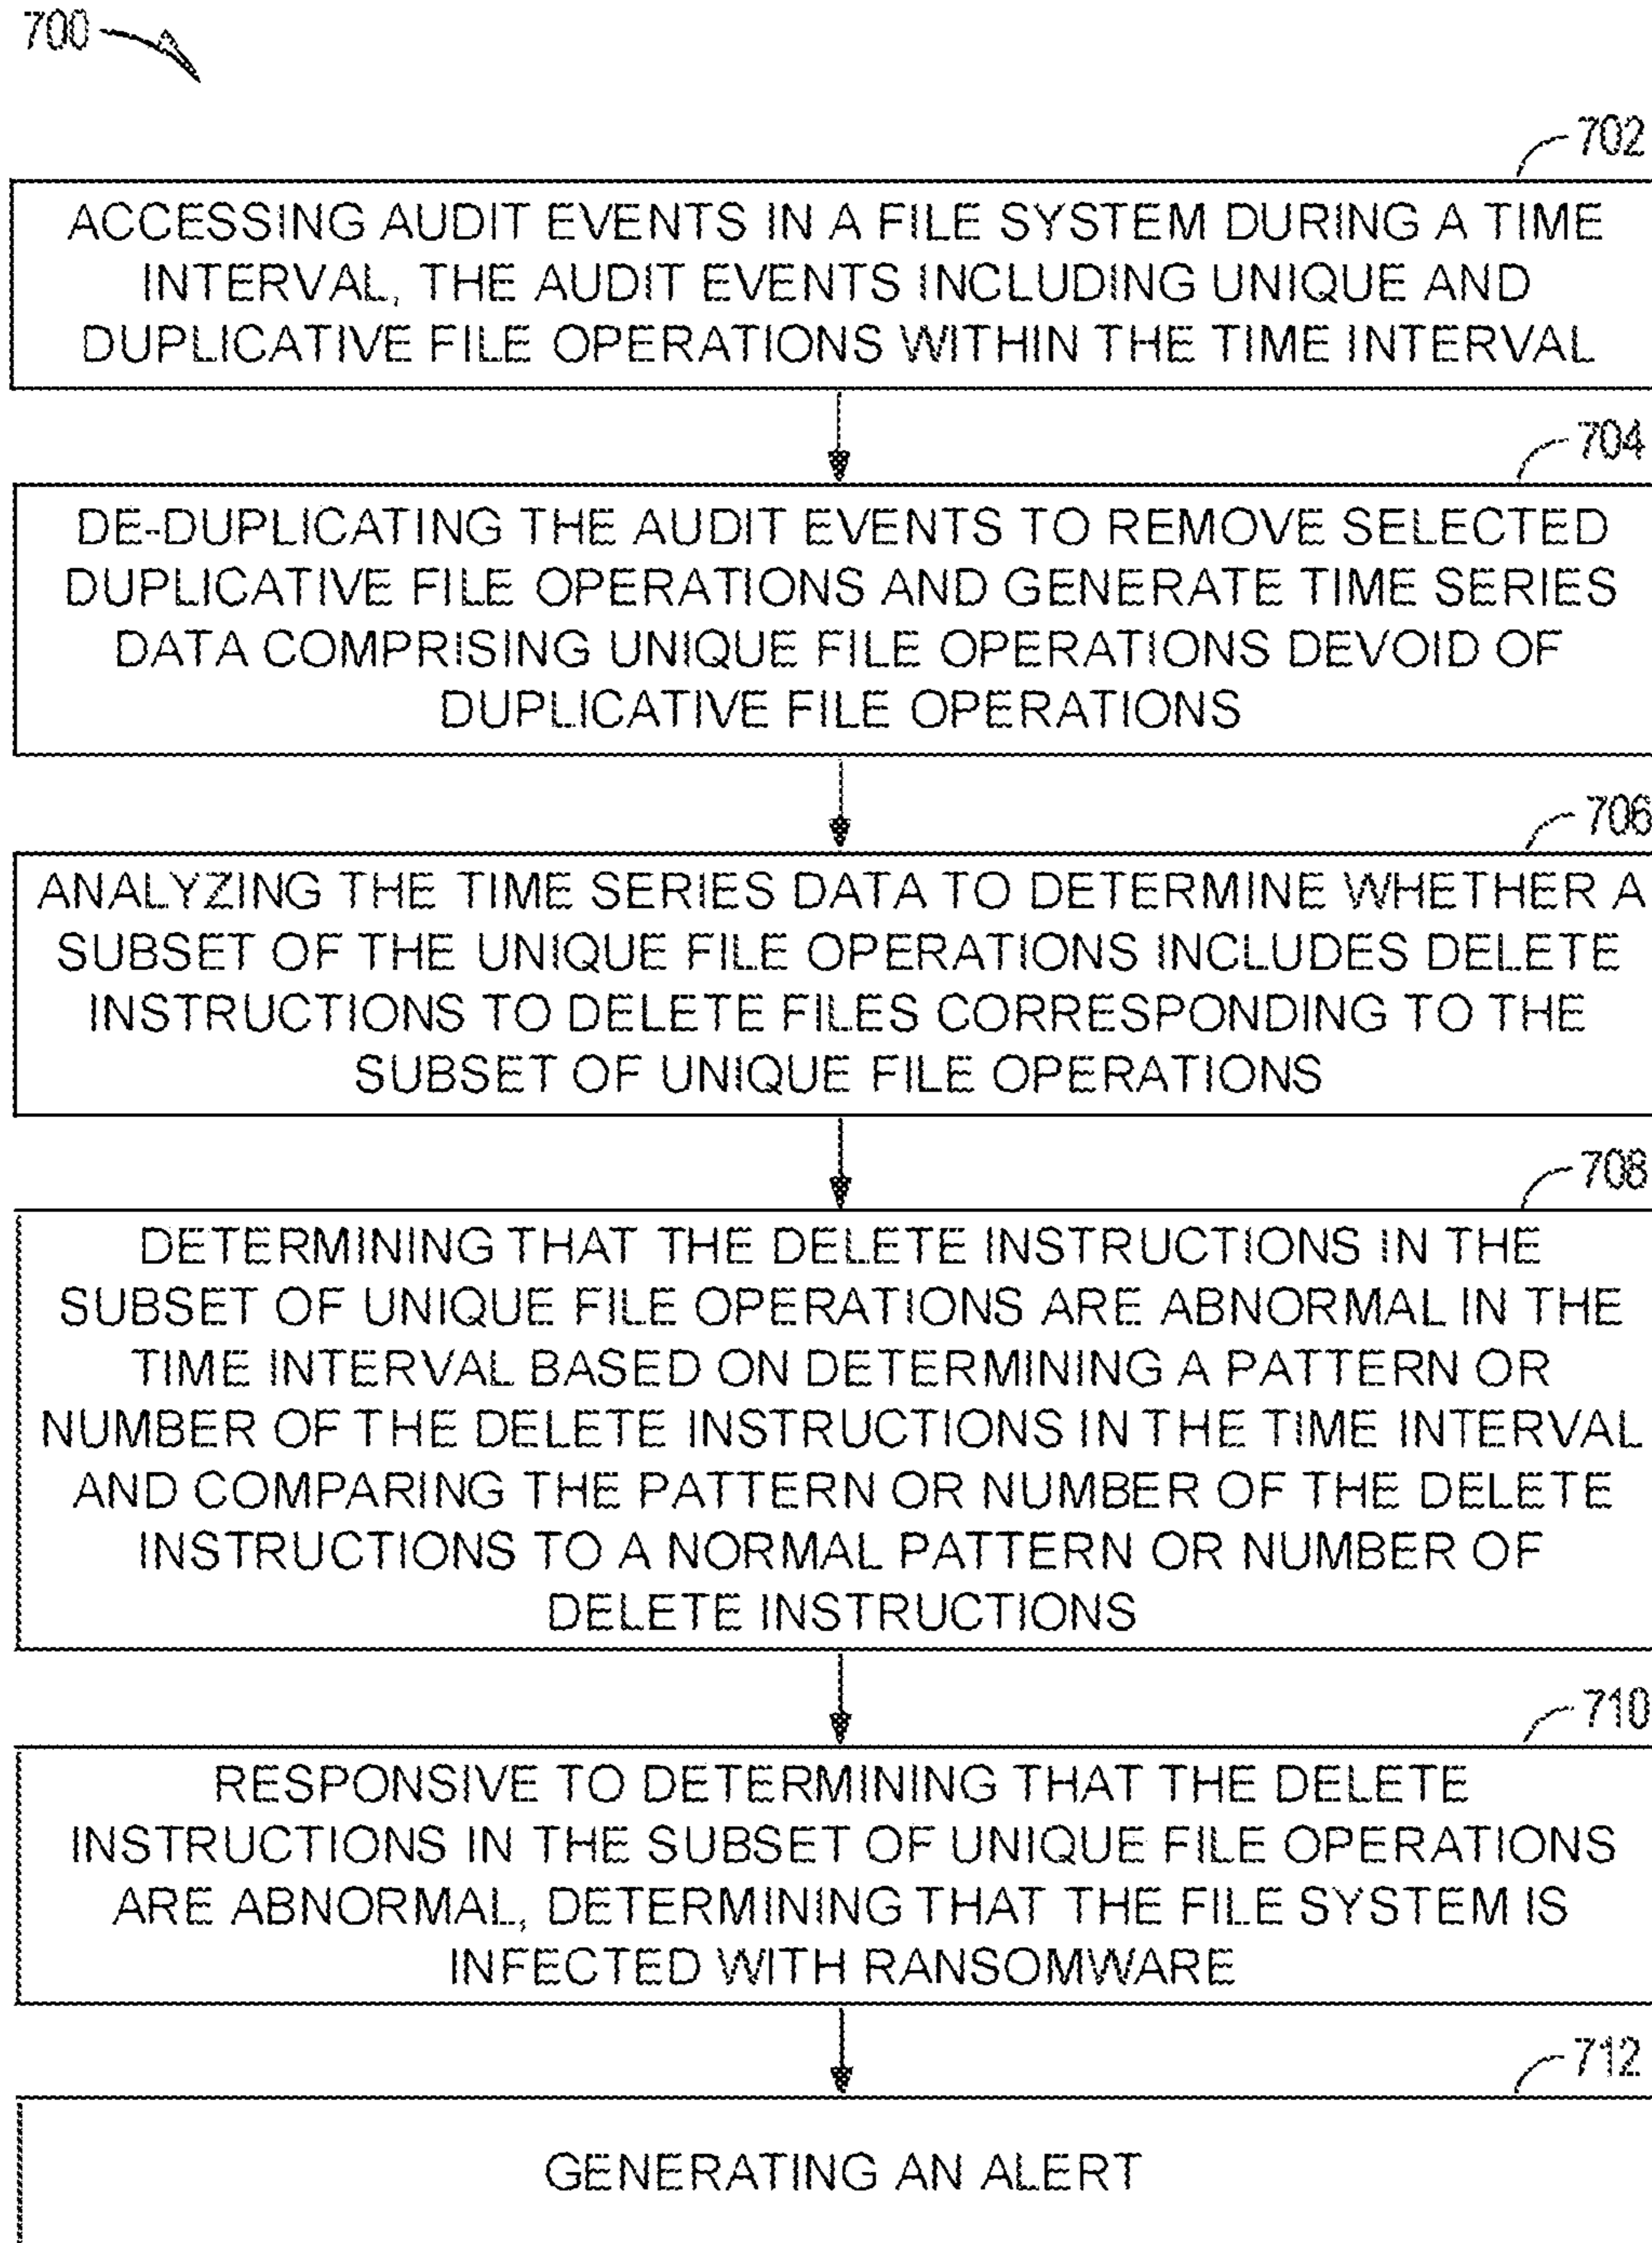 700
702
ACCESSING AUDIT EVENTS IN A FILE SYSTEM DURING A TIME
INTERVAL, THE AUDIT EVENTS INCLUDING UNIQUE AND
DUPLICATIVE FILE OPERATIONS WITHIN THE TIME INTERVAL
704
DE-DUPLICATING THE AUDIT EVENTS TO REMOVE SELECTED
DUPLICATIVE FILE OPERATIONS AND GENERATE TIME SERIES
DATA COMPRISING UNIQUE FILE OPERATIONS DEVOID OF
DUPLICATIVE FILE OPERATIONS
706
ANALYZING THE TIME SERIES DATA TO DETERMINE WHETHER A
SUBSET OF THE UNIQUE FILE OPERATIONS INCLUDES DELETE
INSTRUCTIONS TO DELETE FILES CORRESPONDING TO THE
SUBSET OF UNIQUE FILE OPERATIONS
708
DETERMINING THAT THE DELETE INSTRUCTIONS IN THE
SUBSET OF UNIQUE FILE OPERATIONS ARE ABNORMAL IN THE
TIME INTERVAL BASED ON DETERMINING A PATTERN OR
NUMBER OF THE DELETE INSTRUCTIONS IN THE TIME INTERVAL
AND COMPARING THE PATTERN OR NUMBER OF THE DELETE
INSTRUCTIONS TO A NORMAL PATTERN OR NUMBER OF
DELETE INSTRUCTIONS
710
RESPONSIVE TO DETERMINING THAT THE DELETE
INSTRUCTIONS IN THE SUBSET OF UNIQUE FILE OPERATIONS
ARE ABNORMAL, DETERMINING THAT THE FILE SYSTEM IS
INFECTED WITH RANSOMWARE
712
GENERATING AN ALERT